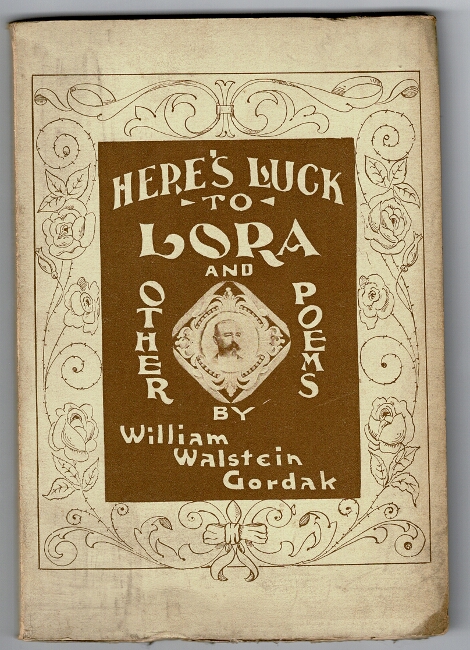 HERE'S LUCK
TO
LORA
AND
OTHER
POEMS
BY
William
Walstein
Gordak